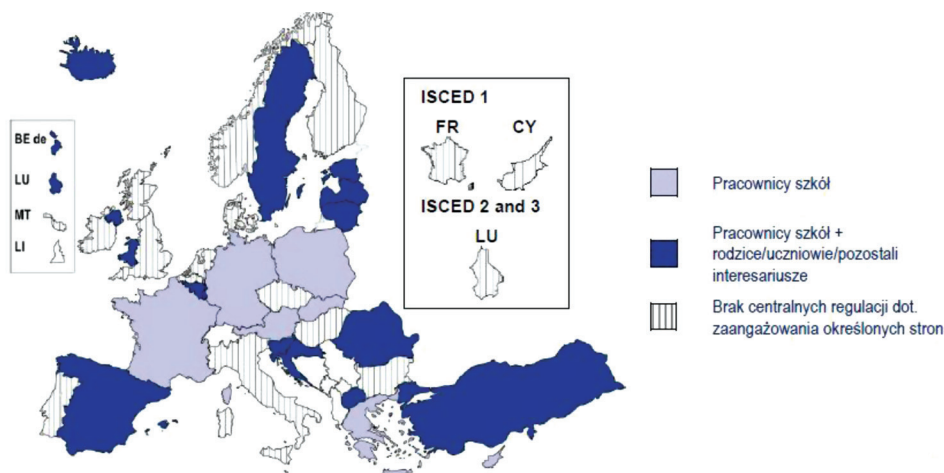 BE de
LU
MT
LI
ISCED 1
FR CY
ISCED 2 and 3
LU
Pracownicy szkół
Pracownicy szkół +
rodzice/uczniowie/pozostali
interesariusze
Brak centralnych regulacji dot.
zaangażowania określonych stron